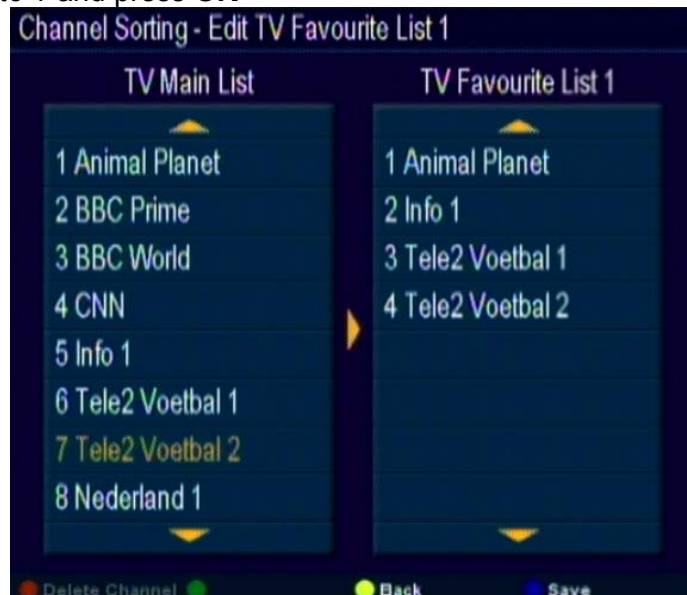 and press OK
Channel Sorting - Edit TV Favourite List 1
TV Main List
1 Animal Planet
2 BBC Prime
3 BBC World
4 CNN
5 Info 1
6 Tele2 Voetbal 1
7 Tele2 Voetbal 2
8 Nederland 1
TV Favourite List 1
1 Animal Planet
2 Info 1
3 Tele2 Voetbal 1
4 Tele2 Voetbal 2
Delete Channel
Back
Save